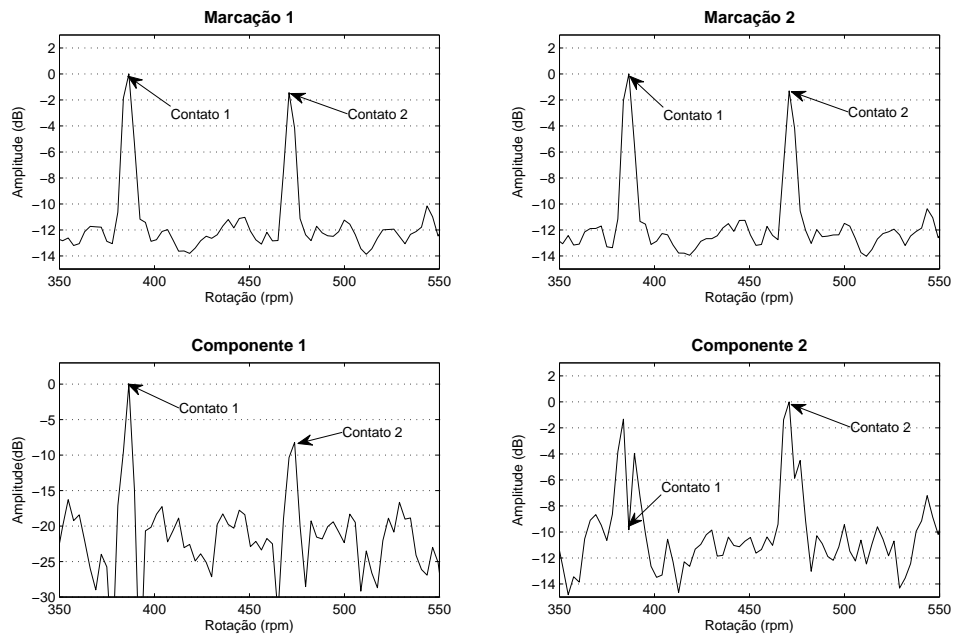 Marcação 1
2
0
−2
−4
−6
−8
−10
−12
−14
Amplitude (dB)
Contato 1
Contato 2
350
400
450
500
550
Rotação (rpm)
Marcação 2
2
0
−2
−4
−6
−8
−10
−12
−14
Amplitude (dB)
Contato 1
Contato 2
350
400
450
500
550
Rotação (rpm)
Componente 1
0
−5
−10
−15
−20
−25
−30
Amplitude(dB)
Contato 1
Contato 2
350
400
450
500
550
Rotação (rpm)
Componente 2
2
0
−2
−4
−6
−8
−10
−12
−14
Amplitude (dB)
Contato 2
Contato 1
350
400
450
500
550
Rotação (rpm)